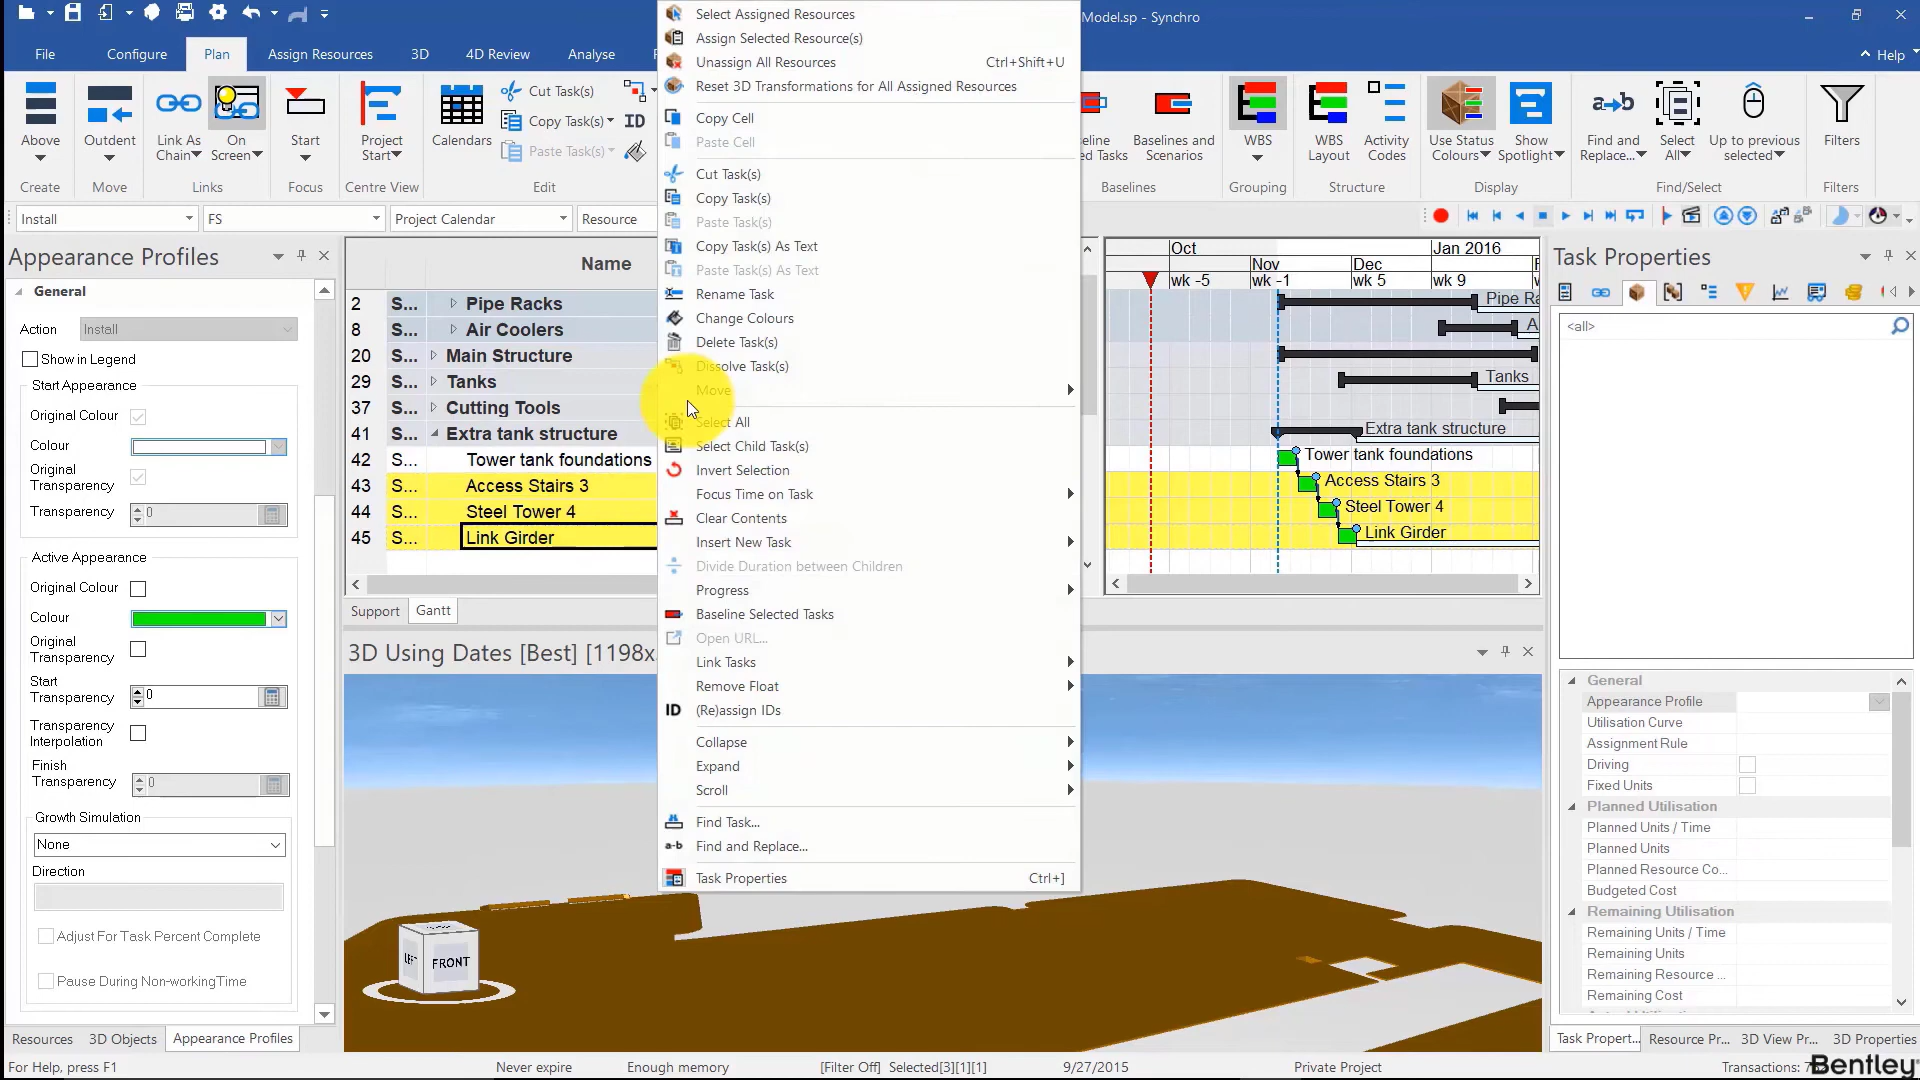 Model.sp - Synchro
File
Configure
Plan
Assign Resources
3D
4D Review
Analyse
Help
Above
Outdent
Link As
Chain
On
Screen
Start
Project
Start
Calendars
Cut Task(s)
Copy Task(s)
Paste Task(s)
ID
Baselines and
Scenarios
WBS
WBS
Layout
Activity
Codes
Use Status
Colours
Show
Spotlight
a→b
Find and
Replace...
Select
All
Up to previous
selected
Filters
Create
Move
Links
Focus
Centre View
Edit
Baselines
Grouping
Structure
Display
Find/Select
Filters
Install
FS
Project Calendar
Resource
Select Assigned Resources
Assign Selected Resource(s)
Unassign All Resources Ctrl+Shift+U
Reset 3D Transformations for All Assigned Resources
Copy Cell
Paste Cell
Cut Task(s)
Copy Task(s)
Paste Task(s)
Copy Task(s) As Text
Paste Task(s) As Text
Rename Task
Change Colours
Delete Task(s)
Dissolve Task(s)
Move
Select All
Select Child Task(s)
Invert Selection
Focus Time on Task
Clear Contents
Insert New Task
Divide Duration between Children
Progress
Baseline Selected Tasks
Open URL...
Link Tasks
Remove Float
ID (Re)assign IDs
Collapse
Expand
Scroll
Find Task...
a-b Find and Replace...
Task Properties Ctrl+]
Appearance Profiles
General
Action Install
Show in Legend
Start Appearance
Original Colour
Colour
Original
Transparency
Transparency 0
Active Appearance
Original Colour
Colour
Original
Transparency
Start
Transparency 0
Transparency
Interpolation
Finish
Transparency 0
Growth Simulation
None
Direction
Adjust For Task Percent Complete
Pause During Non-workingTime
Resources
3D Objects
Appearance Profiles
Name
2 S... Pipe Racks
8 S... Air Coolers
20 S... Main Structure
29 S... Tanks
37 S... Cutting Tools
41 S... Extra tank structure
42 S... Tower tank foundations
43 S... Access Stairs 3
44 S... Steel Tower 4
45 S... Link Girder
Support
Gantt
Oct
Jan 2016
Nov
Dec
wk -5
wk -1
wk 5
wk 9
Pipe Ra
A
Tanks
Extra tank structure
Tower tank foundations
Access Stairs 3
Steel Tower 4
Link Girder
3D Using Dates [Best] [1198x
LEFT
FRONT
Task Properties
<all>
General
Appearance Profile
Utilisation Curve
Assignment Rule
Driving
Fixed Units
Planned Utilisation
Planned Units / Time
Planned Units
Planned Resource Co...
Budgeted Cost
Remaining Utilisation
Remaining Units / Time
Remaining Units
Remaining Resource ...
Remaining Cost
Task Propert...
Resource Pr...
3D View Pr...
3D Properties
For Help, press F1
Never expire
Enough memory
[Filter Off]
Selected[3][1][1]
9/27/2015
Private Project
Transactions:
Bentley